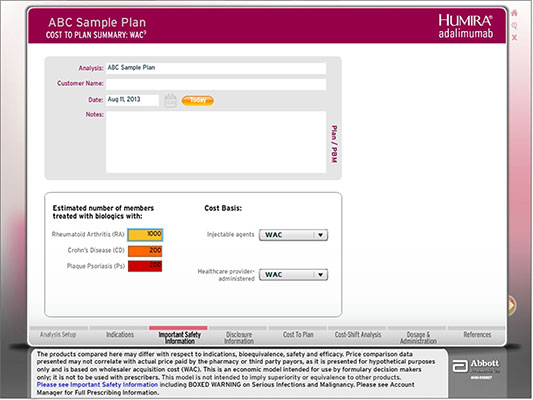 ABC Sample Plan
COST TO PLAN SUMMARY: WAC⁹
HUMIRA®
adalimumab
Analysis: ABC Sample Plan
Customer Name:
Date: Aug 11, 2013 Today
Notes:
Plan / PBM
Estimated number of members
treated with biologics with:
Rheumatoid Arthritis (RA) 1000
Crohn's Disease (CD) 200
Plaque Psoriasis (Ps) 200
Cost Basis:
Injectable agents WAC
Healthcare provider-
administered WAC
Analysis Setup
Indications
Important Safety
Information
Disclosure
Information
Cost To Plan
Cost-Shift Analysis
Dosage &
Administration
References
The products compared here may differ with respect to indications, bioequivalence, safety and efficacy. Price comparison data
presented may not correlate with actual price paid by the pharmacy or third party payors, as it is presented for hypothetical purposes
only and is based on wholesaler acquisition cost (WAC). This is an economic model intended for use by formulary decision makers
only; it is not to be used with prescribers. This model is not intended to imply superiority or equivalence to other products.
Please see Important Safety Information including BOXED WARNING on Serious Infections and Malignancy. Please see Account
Manager for Full Prescribing Information.
Abbott